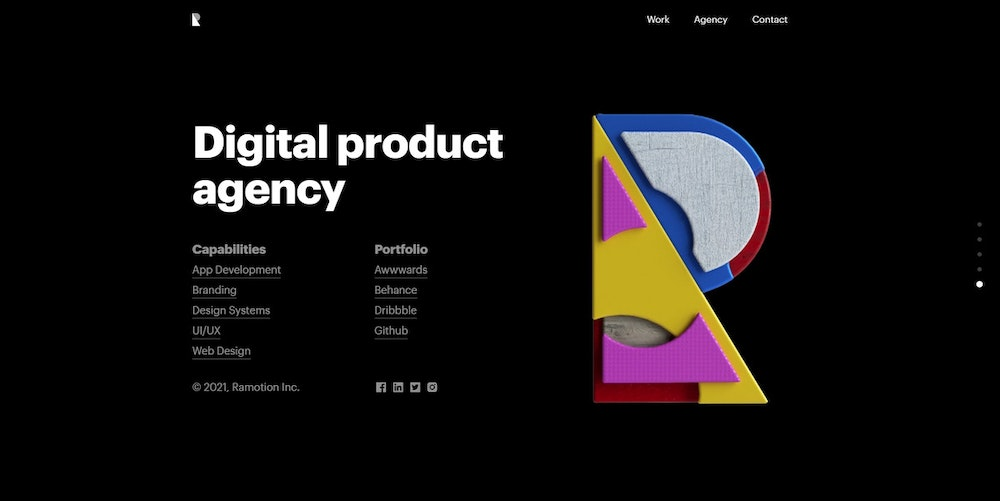 Work
Agency
Contact
Digital product
agency
Capabilities
App Development
Branding
Design Systems
UI/UX
Web Design
Portfolio
Awwwards
Behance
Dribbble
Github
© 2021, Ramotion Inc.